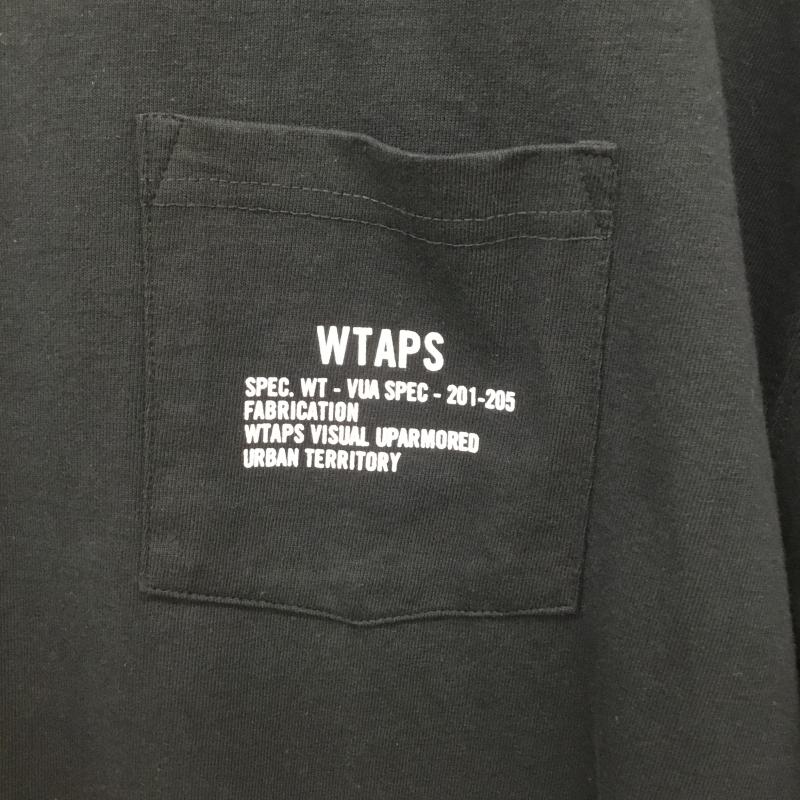 WTAPS
SPEC. WT - VUA SPEC - 201-205
FABRICATION
WTAPS VISUAL UPARMORED
URBAN TERRITORY